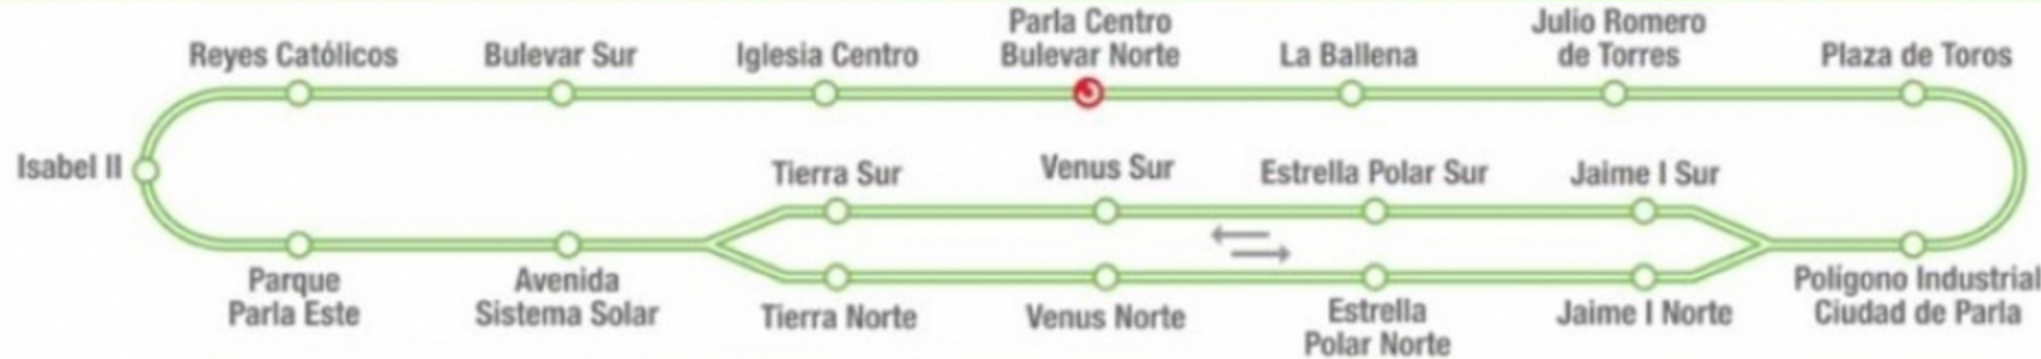 Parla Centro
Bulevar Norte
Julio Romero
de Torres
Reyes Católicos
Bulevar Sur
Iglesia Centro
La Ballena
Plaza de Toros
Isabel II
Tierra Sur
Venus Sur
Estrella Polar Sur
Jaime I Sur
Parque
Parla Este
Avenida
Sistema Solar
Tierra Norte
Venus Norte
Estrella
Polar Norte
Jaime I Norte
Polígono Industrial
Ciudad de Parla